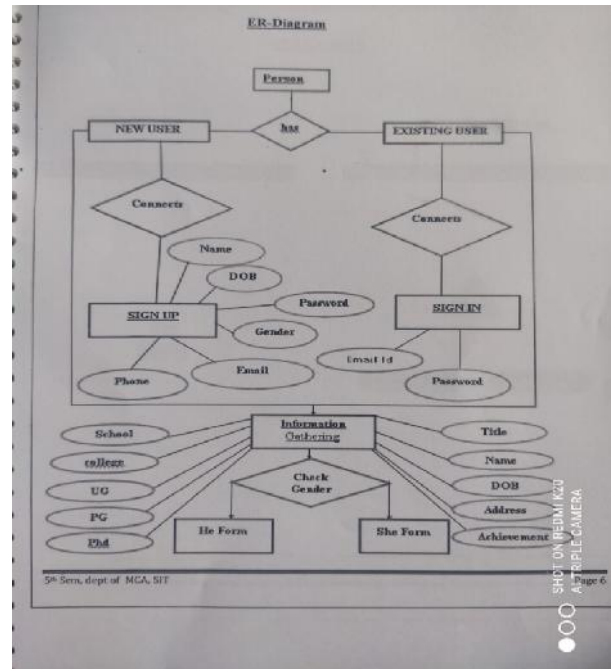 ER-Diagram
Person
NEW USER
has
EXISTING USER
Connects
Connects
Name
DOB
Password
SIGN UP
Gender
SIGN IN
Email Id
Phone
Email
Password
Information
Gathering
School
college
UG
PG
Phd
Title
Name
DOB
Address
Achievement
Check
Gender
He Form
She Form
5th Sem, dept of MCA, SIT
Page 6
SHOT ON REDMI K20
AI TRIPLE CAMERA